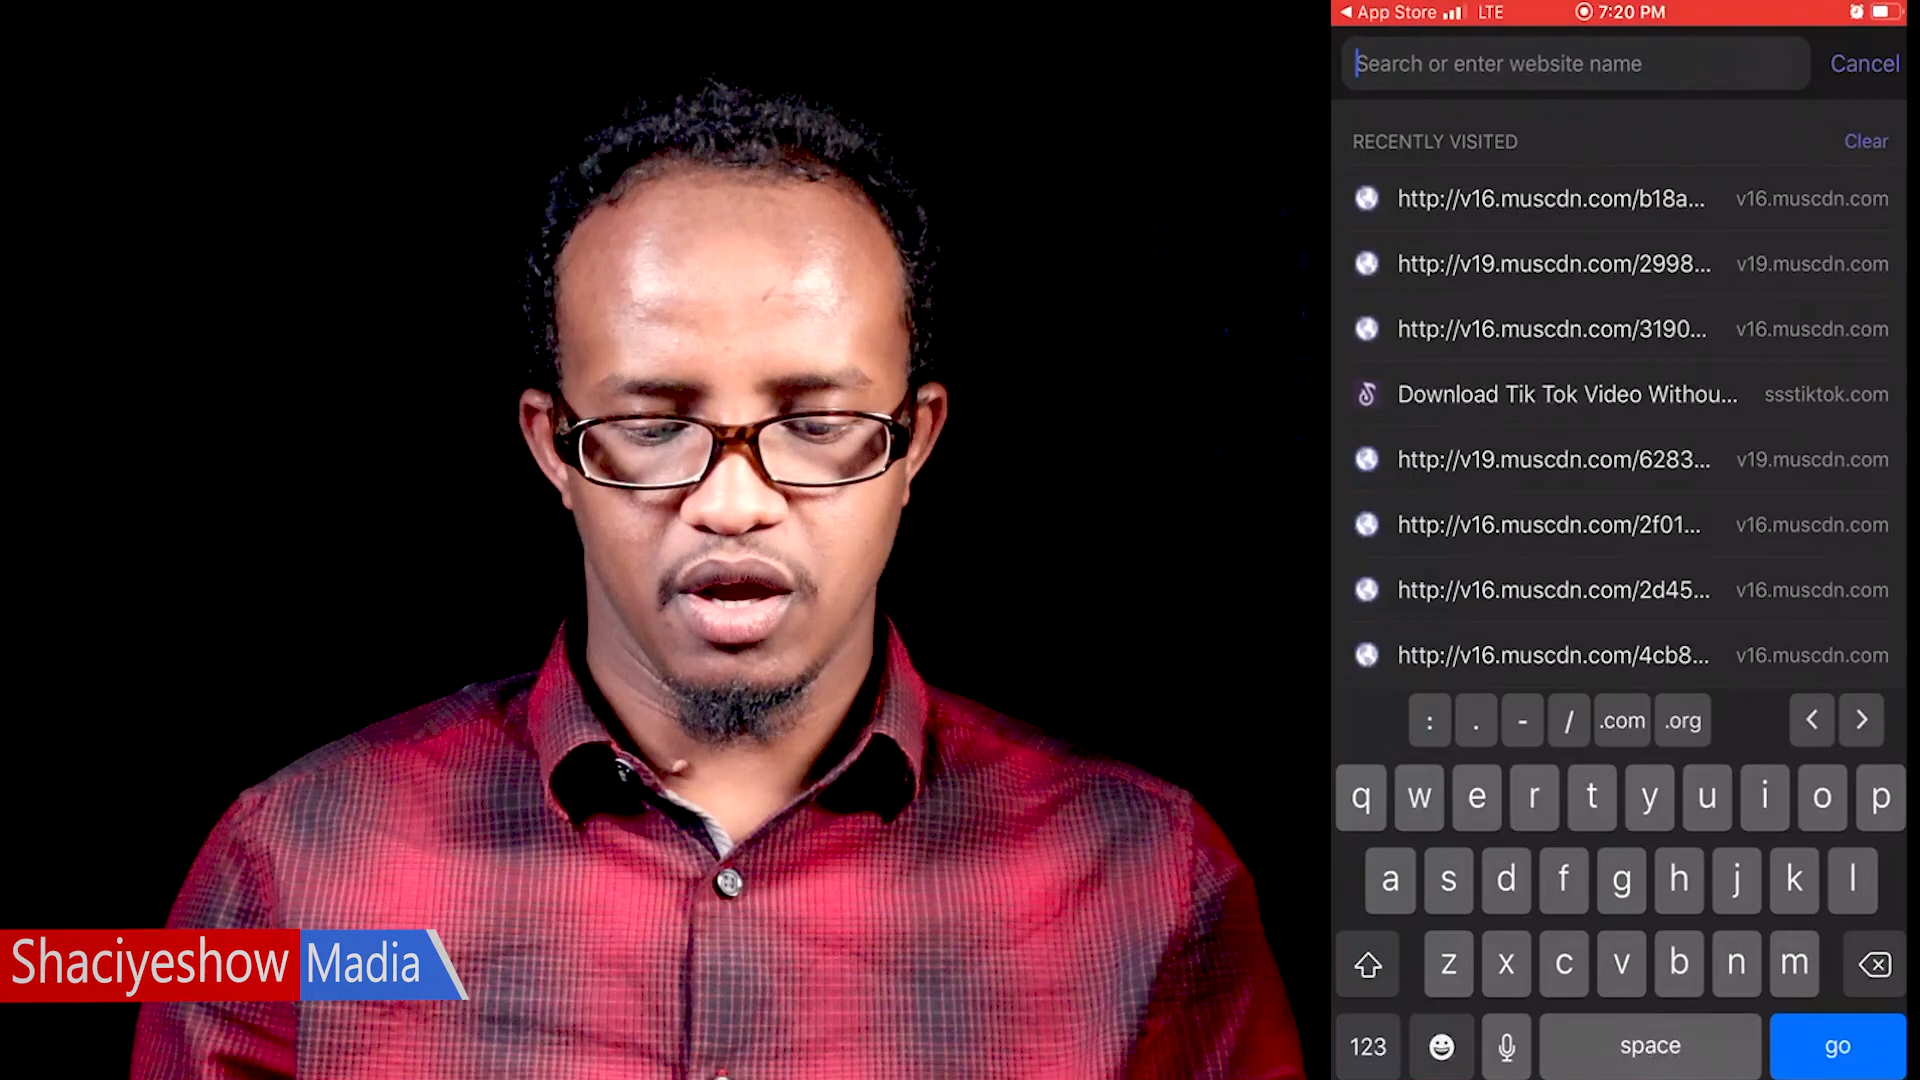 App Store LTE 7:20 PM
Search or enter website name Cancel
RECENTLY VISITED Clear
http://v16.muscdn.com/b18a... v16.muscdn.com
http://v19.muscdn.com/2998... v19.muscdn.com
http://v16.muscdn.com/3190... v16.muscdn.com
Download Tik Tok Video Withou... ssstiktok.com
http://v19.muscdn.com/6283... v19.muscdn.com
http://v16.muscdn.com/2f01... v16.muscdn.com
http://v16.muscdn.com/2d45... v16.muscdn.com
http://v16.muscdn.com/4cb8... v16.muscdn.com
: . - / .com .org < >
q w e r t y u i o p
a s d f g h j k l
z x c v b n m
123 space go
Shaciyeshow Madia